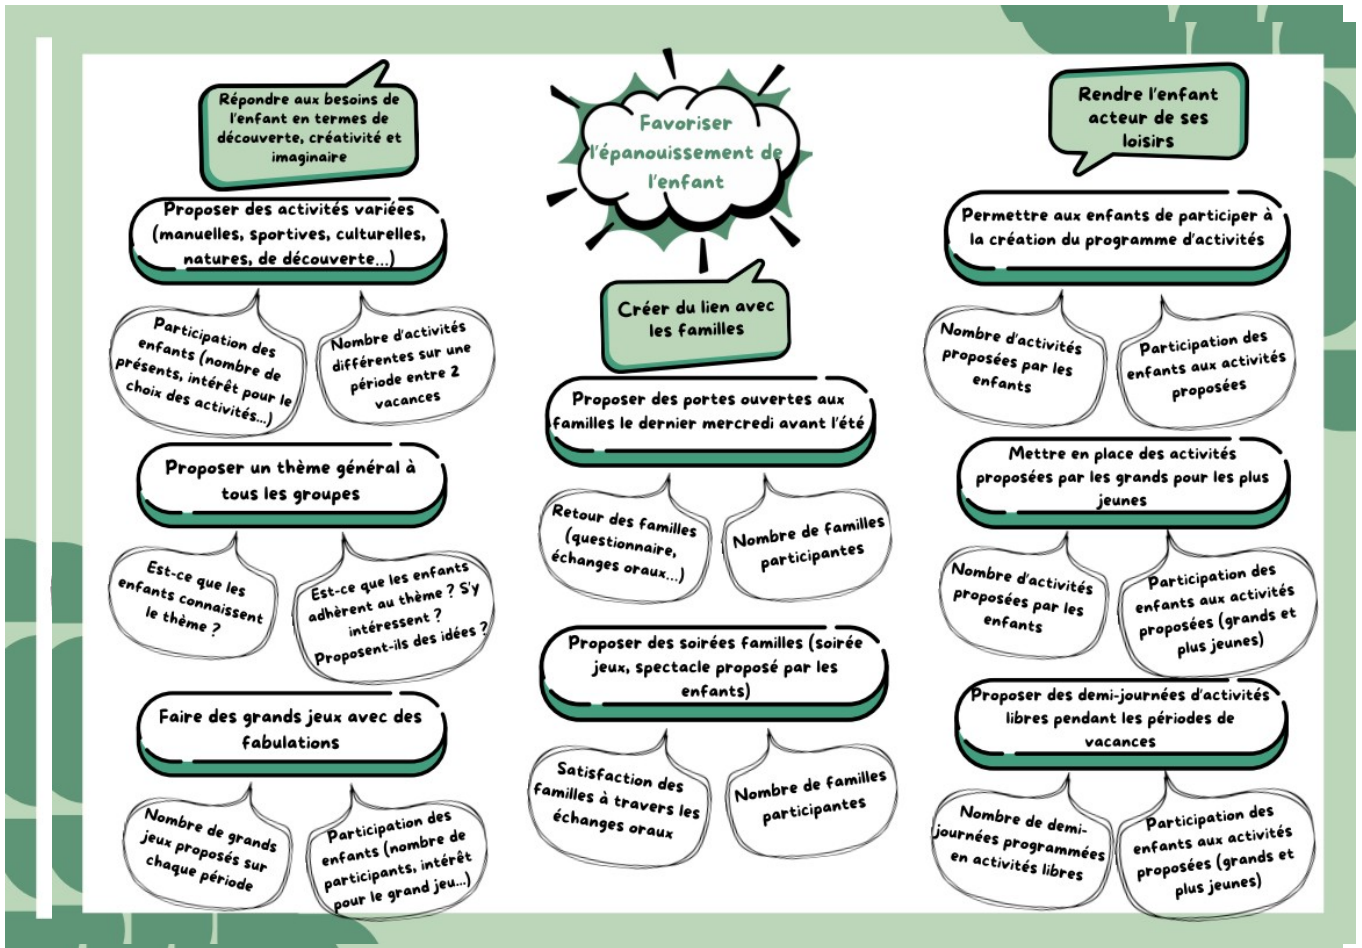 Répondre aux besoins de
l'enfant en termes de
découverte, créativité et
imaginaire
Proposer des activités variées
(manuelles, sportives, culturelles,
natures, de découverte...)
Participation des
enfants (nombre de
présents, intérêt pour le
choix des activités...)
Nombre d'activités
différentes sur une
période entre 2
vacances
Proposer un thème général à
tous les groupes
Est-ce que les
enfants connaissent
le thème ?
Est-ce que les enfants
adhèrent au thème ? S'y
intéressent ?
Proposent-ils des idées ?
Faire des grands jeux avec des
fabulations
Nombre de grands
jeux proposés sur
chaque période
Participation des
enfants (nombre de
participants, intérêt
pour le grand jeu...)
Favoriser
l'épanouissement de
l'enfant
Créer du lien avec
les familles
Proposer des portes ouvertes aux
familles le dernier mercredi avant l'été
Retour des familles
(questionnaire,
échanges oraux...)
Nombre de familles
participantes
Proposer des soirées familles (soirée
jeux, spectacle proposé par les
enfants)
Satisfaction des
familles à travers les
échanges oraux
Nombre de familles
participantes
Rendre l'enfant
acteur de ses
loisirs
Permettre aux enfants de participer à
la création du programme d'activités
Nombre d'activités
proposées par les
enfants
Participation des
enfants aux activités
proposées
Mettre en place des activités
proposées par les grands pour les plus
jeunes
Nombre d'activités
proposées par les
enfants
Participation des
enfants aux activités
proposées (grands et
plus jeunes)
Proposer des demi-journées d'activités
libres pendant les périodes de
vacances
Nombre de demi-
journées programmées
en activités libres
Participation des
enfants aux activités
proposées (grands et
plus jeunes)